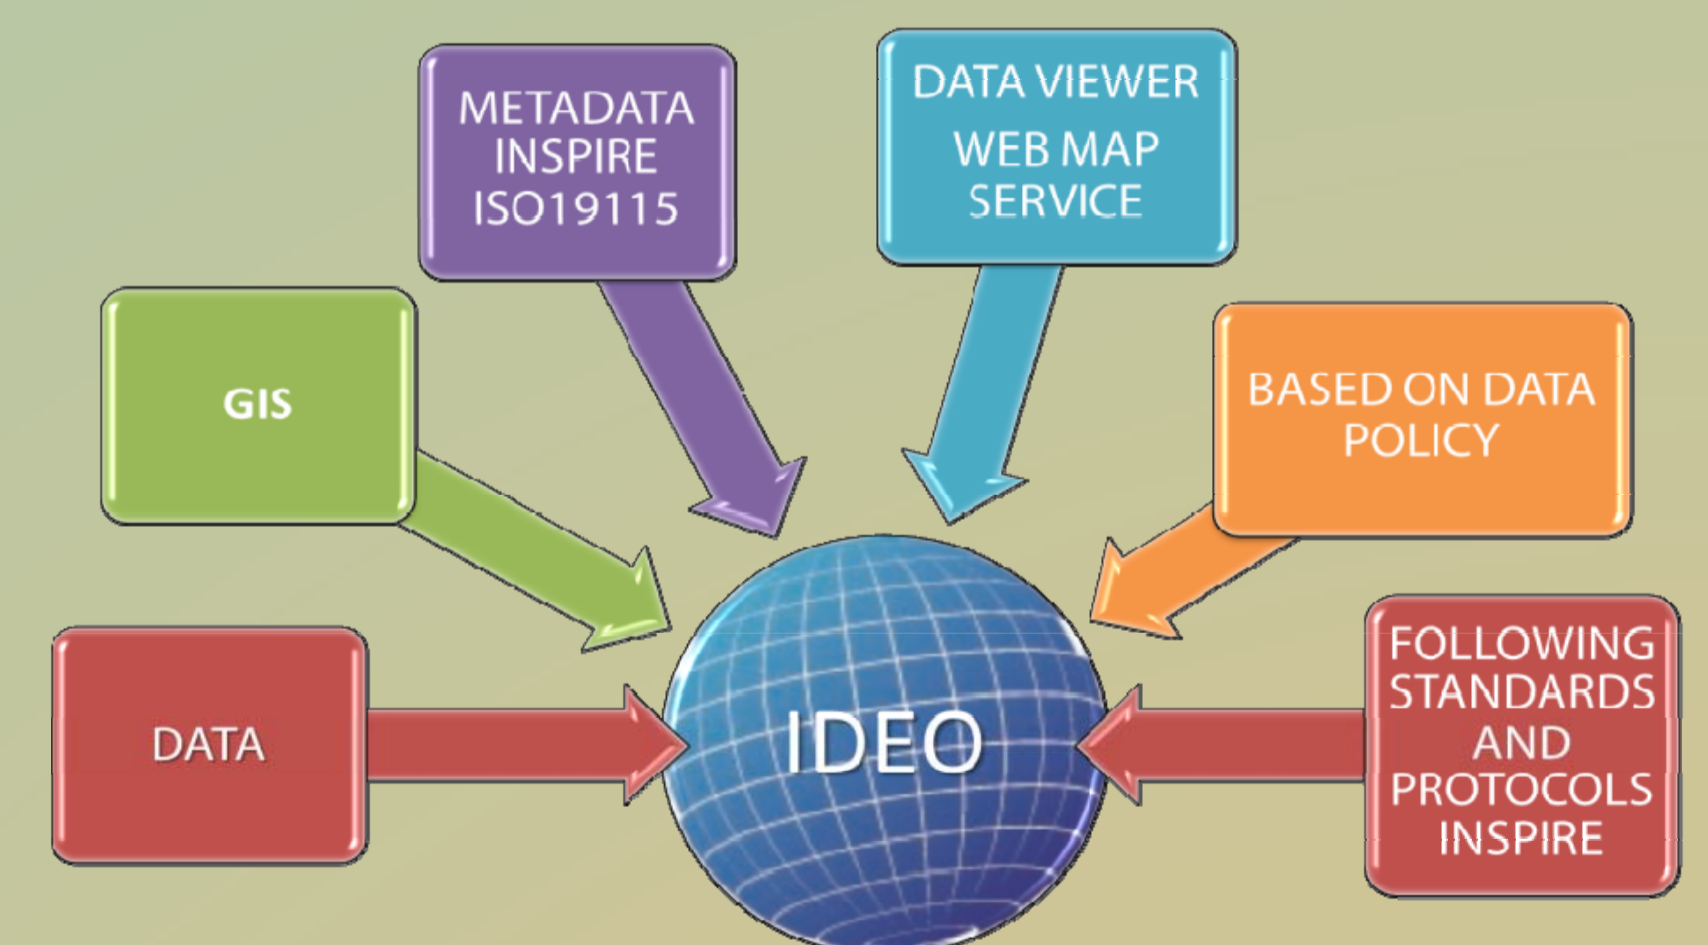 METADATA
INSPIRE
ISO19115
DATA VIEWER
WEB MAP
SERVICE
GIS
BASED ON DATA
POLICY
DATA
IDEO
FOLLOWING
STANDARDS
AND
PROTOCOLS
INSPIRE